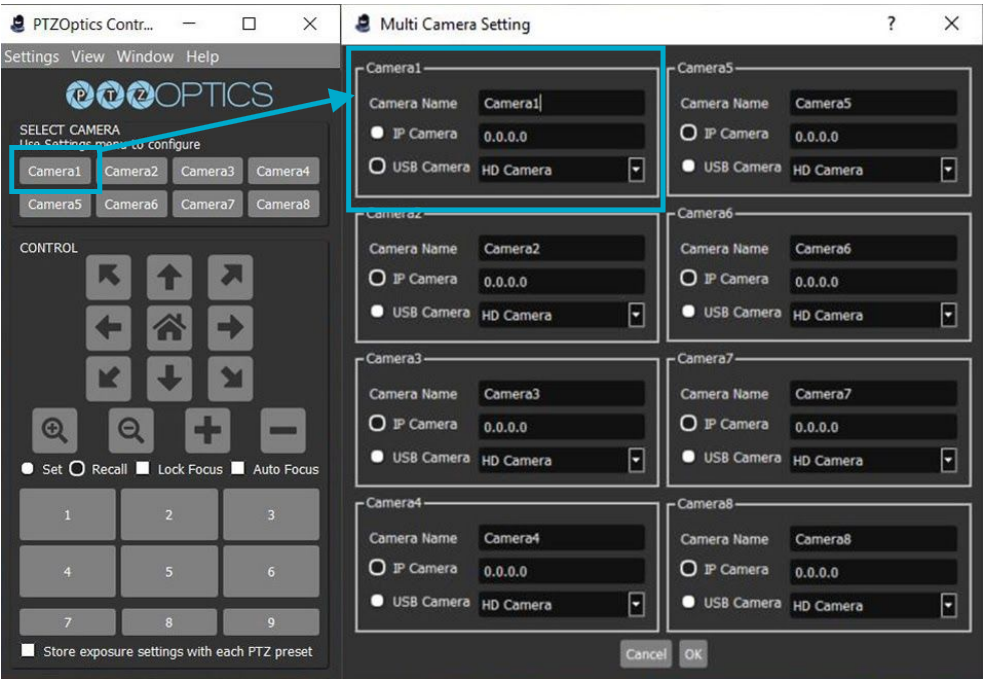 PTZOptics Contr...
Settings View Window Help
PTZOPTICS
SELECT CAMERA
Use Settings menu to configure
Camera1 Camera2 Camera3 Camera4
Camera5 Camera6 Camera7 Camera8
CONTROL
Set Recall Lock Focus Auto Focus
1 2 3
4 5 6
7 8 9
Store exposure settings with each PTZ preset
Multi Camera Setting ?
Camera1
Camera Name Camera1
IP Camera 0.0.0.0
USB Camera HD Camera
Camera2
Camera Name Camera2
IP Camera 0.0.0.0
USB Camera HD Camera
Camera3
Camera Name Camera3
IP Camera 0.0.0.0
USB Camera HD Camera
Camera4
Camera Name Camera4
IP Camera 0.0.0.0
USB Camera HD Camera
Camera5
Camera Name Camera5
IP Camera 0.0.0.0
USB Camera HD Camera
Camera6
Camera Name Camera6
IP Camera 0.0.0.0
USB Camera HD Camera
Camera7
Camera Name Camera7
IP Camera 0.0.0.0
USB Camera HD Camera
Camera8
Camera Name Camera8
IP Camera 0.0.0.0
USB Camera HD Camera
Cancel OK